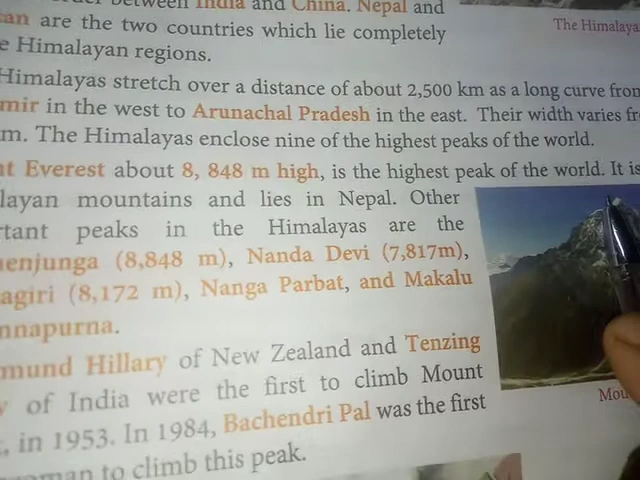 between India and China. Nepal and
an are the two countries which lie completely
e Himalayan regions.
The Himalaya
Himalayas stretch over a distance of about 2,500 km as a long curve from
mir in the west to Arunachal Pradesh in the east. Their width varies fr
m. The Himalayas enclose nine of the highest peaks of the world.
nt Everest about 8, 848 m high, is the highest peak of the world. It is
layan mountains and lies in Nepal. Other
rtant peaks in the Himalayas are the
henjunga (8,848 m), Nanda Devi (7,817m),
agiri (8,172 m), Nanga Parbat, and Makalu
nnapurna.
mund Hillary of New Zealand and Tenzing
y of India were the first to climb Mount
, in 1953. In 1984, Bachendri Pal was the first
woman to climb this peak.
Mou